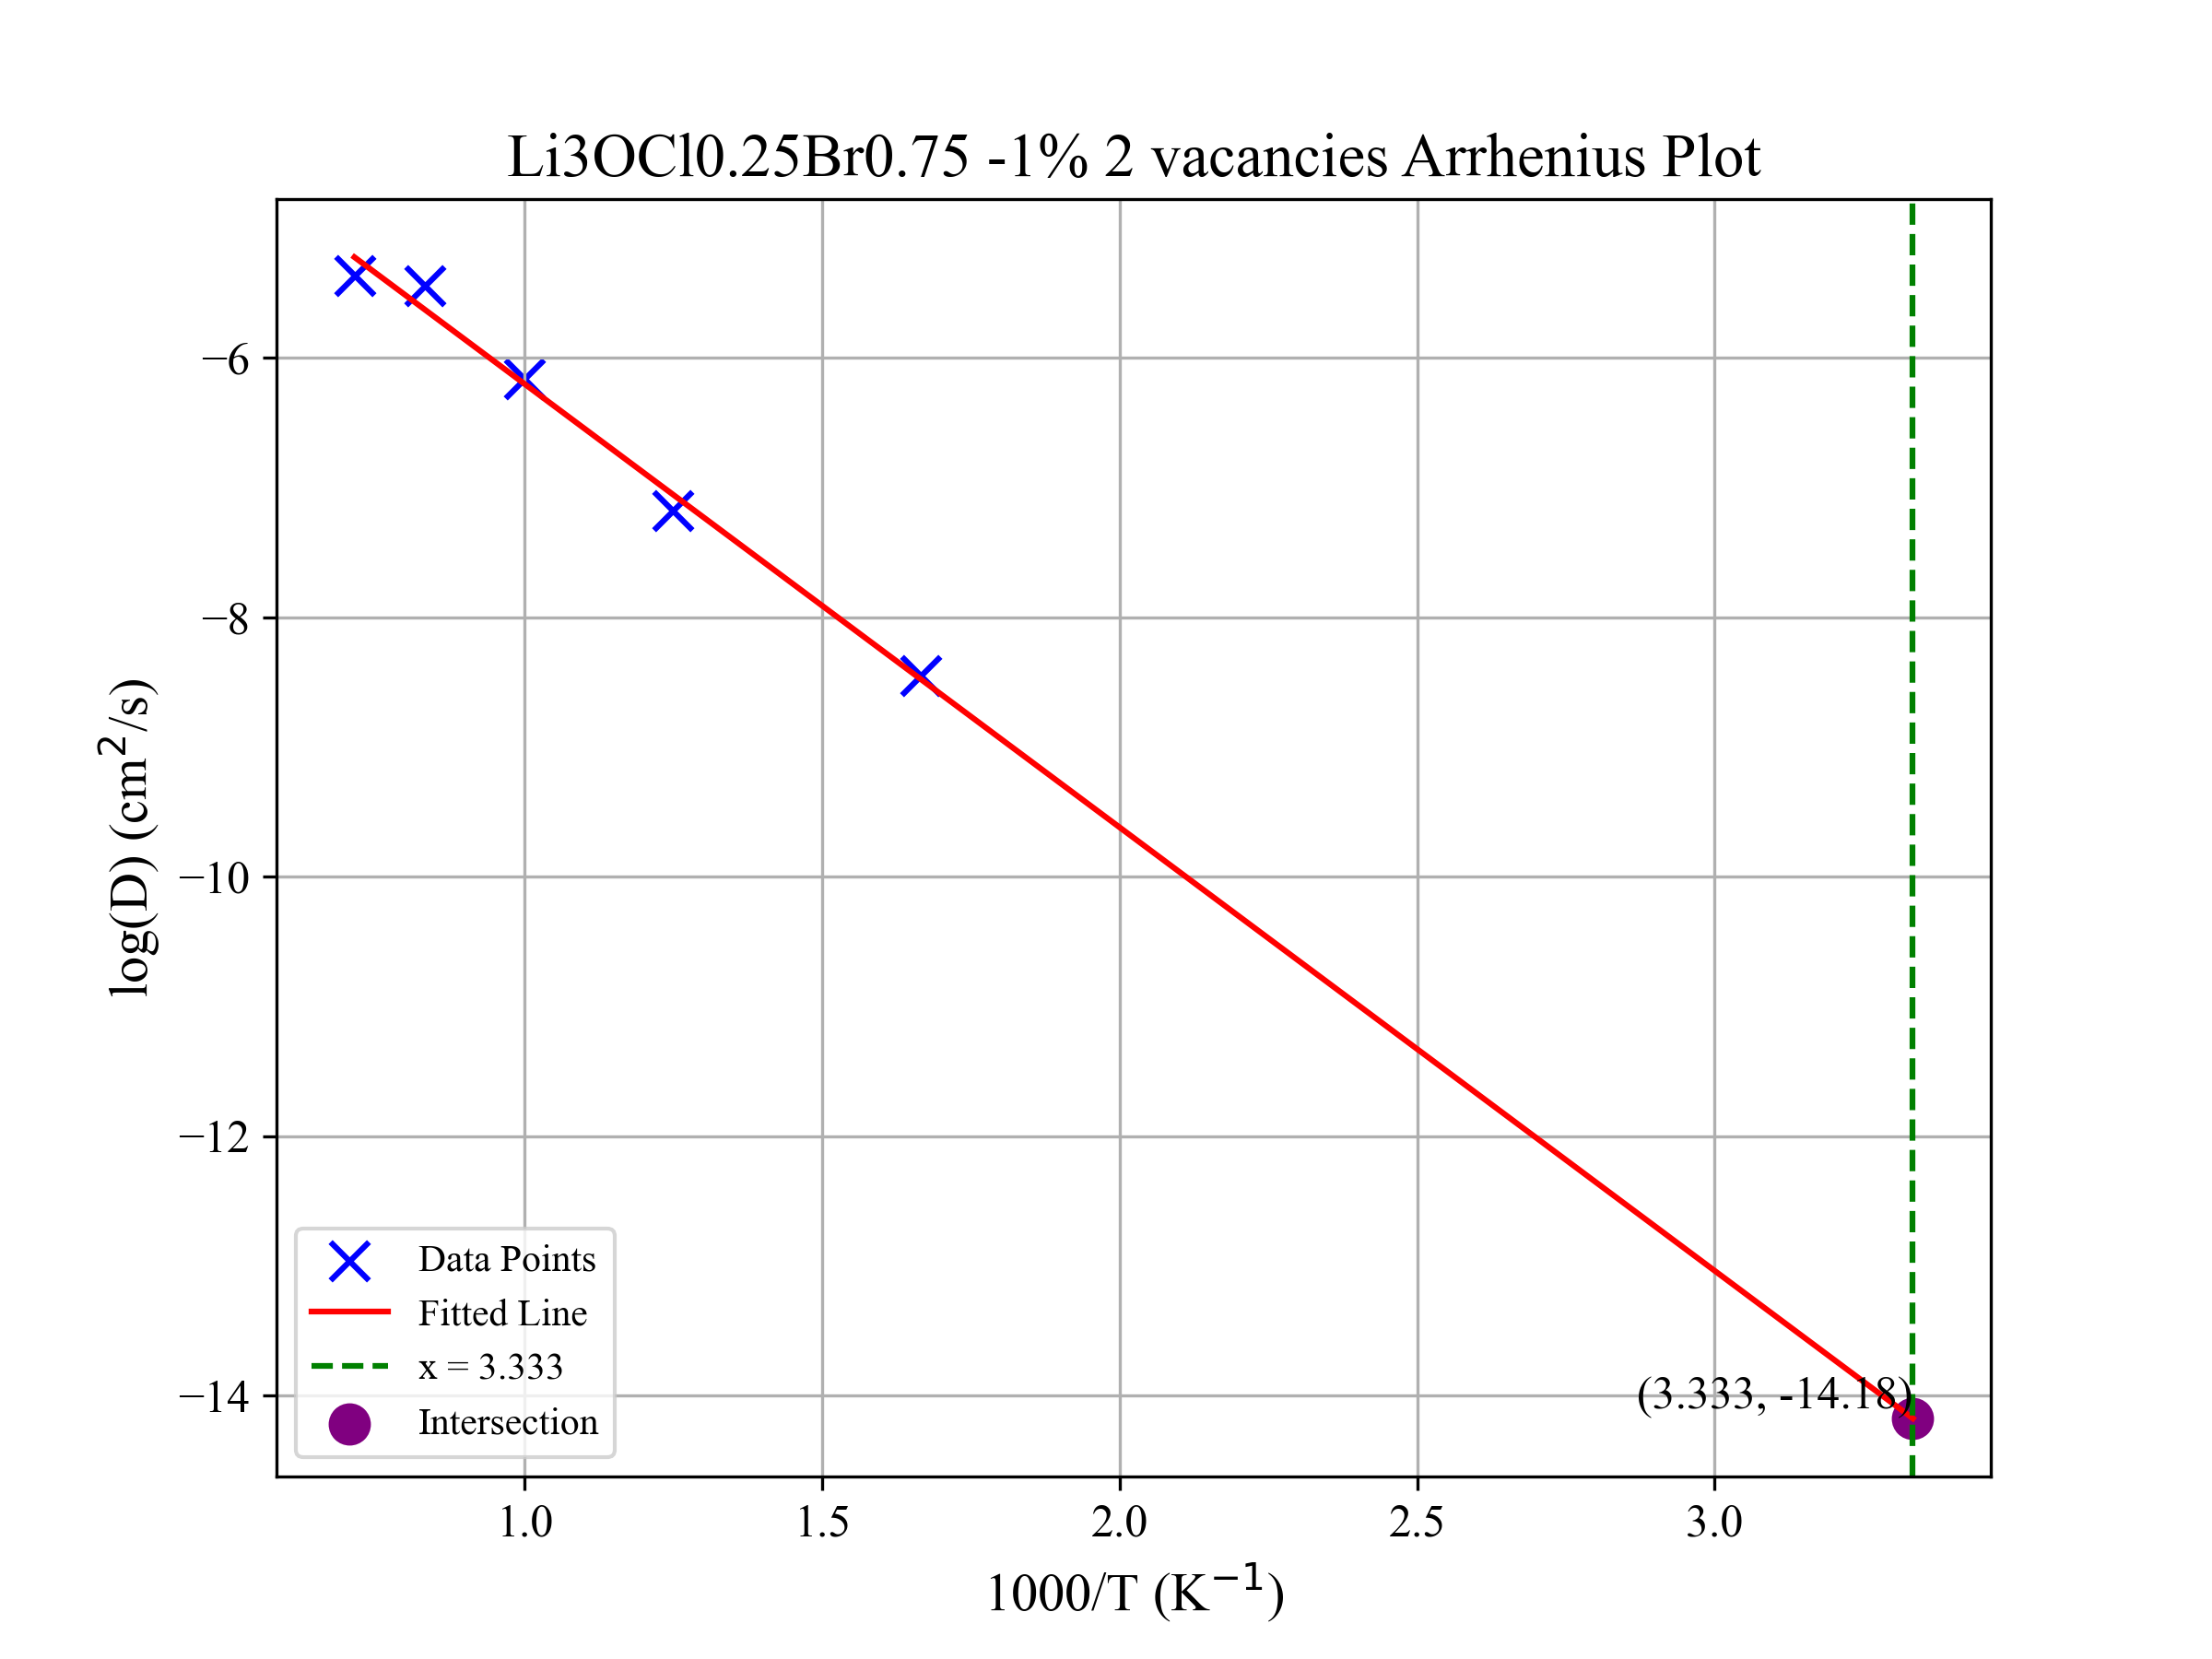 Li3OCl0.25Br0.75 -1% 2 vacancies Arrhenius Plot
log(D) (cm²/s)
−6
−8
−10
−12
−14
(3.333, -14.18)
Data Points
Fitted Line
x = 3.333
Intersection
1.0 1.5 2.0 2.5 3.0
1000/T (K⁻¹)